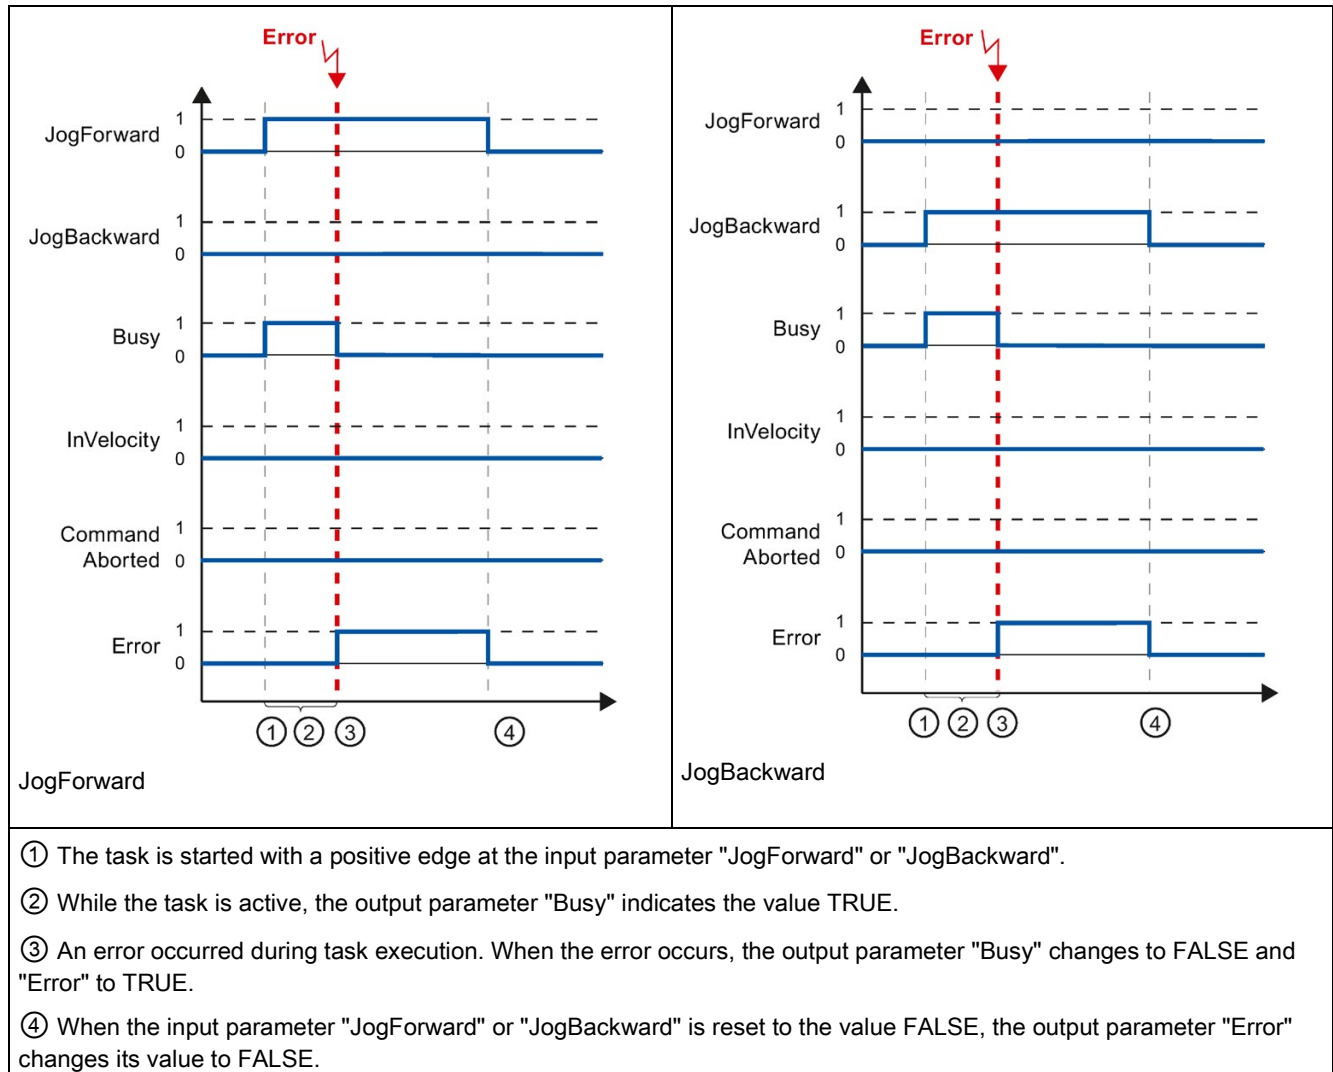 Error
JogForward
1
0
JogBackward
1
0
Busy
1
0
InVelocity
1
0
Command
Aborted
1
0
Error
1
0
① ② ③ ④
JogForward
Error
JogForward
1
0
JogBackward
1
0
Busy
1
0
InVelocity
1
0
Command
Aborted
1
0
Error
1
0
① ② ③ ④
JogBackward
① The task is started with a positive edge at the input parameter "JogForward" or "JogBackward".
② While the task is active, the output parameter "Busy" indicates the value TRUE.
③ An error occurred during task execution. When the error occurs, the output parameter "Busy" changes to FALSE and
"Error" to TRUE.
④ When the input parameter "JogForward" or "JogBackward" is reset to the value FALSE, the output parameter "Error"
changes its value to FALSE.